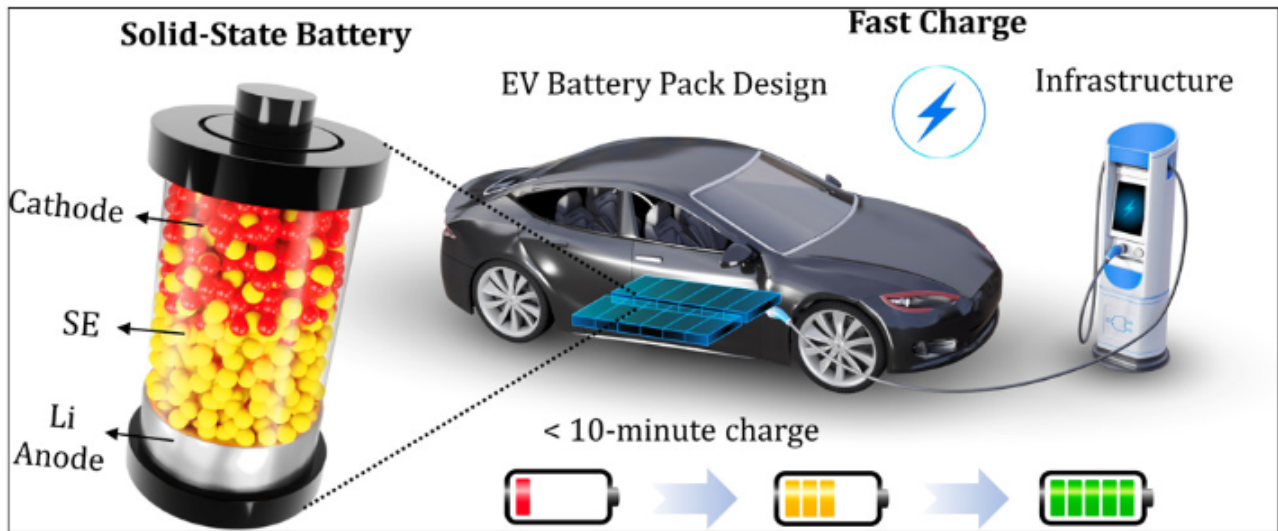 Solid-State Battery
Fast Charge
EV Battery Pack Design
Infrastructure
Cathode
SE
Li
Anode
< 10-minute charge